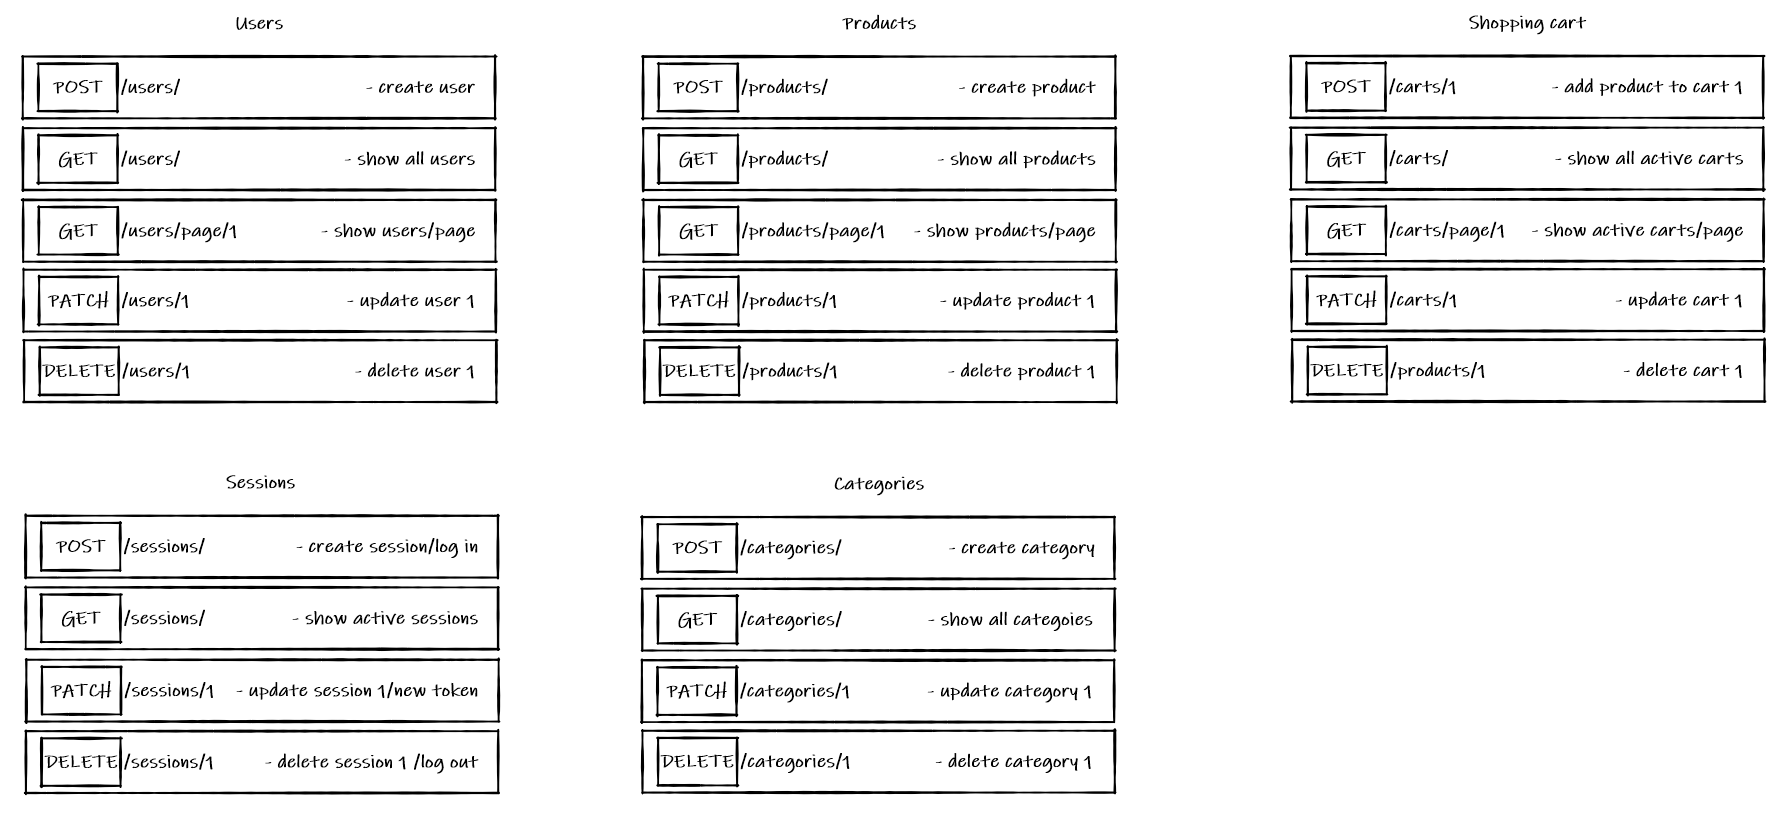 Users
POST /users/ - create user
GET /users/ - show all users
GET /users/page/1 - show users/page
PATCH /users/1 - update user 1
DELETE /users/1 - delete user 1
Products
POST /products/ - create product
GET /products/ - show all products
GET /products/page/1 - show products/page
PATCH /products/1 - update product 1
DELETE /products/1 - delete product 1
Shopping cart
POST /carts/1 - add product to cart 1
GET /carts/ - show all active carts
GET /carts/page/1 - show active carts/page
PATCH /carts/1 - update cart 1
DELETE /products/1 - delete cart 1
Sessions
POST /sessions/ - create session/log in
GET /sessions/ - show active sessions
PATCH /sessions/1 - update session 1/new token
DELETE /sessions/1 - delete session 1 /log out
Categories
POST /categories/ - create category
GET /categories/ - show all categoies
PATCH /categories/1 - update category 1
DELETE /categories/1 - delete category 1